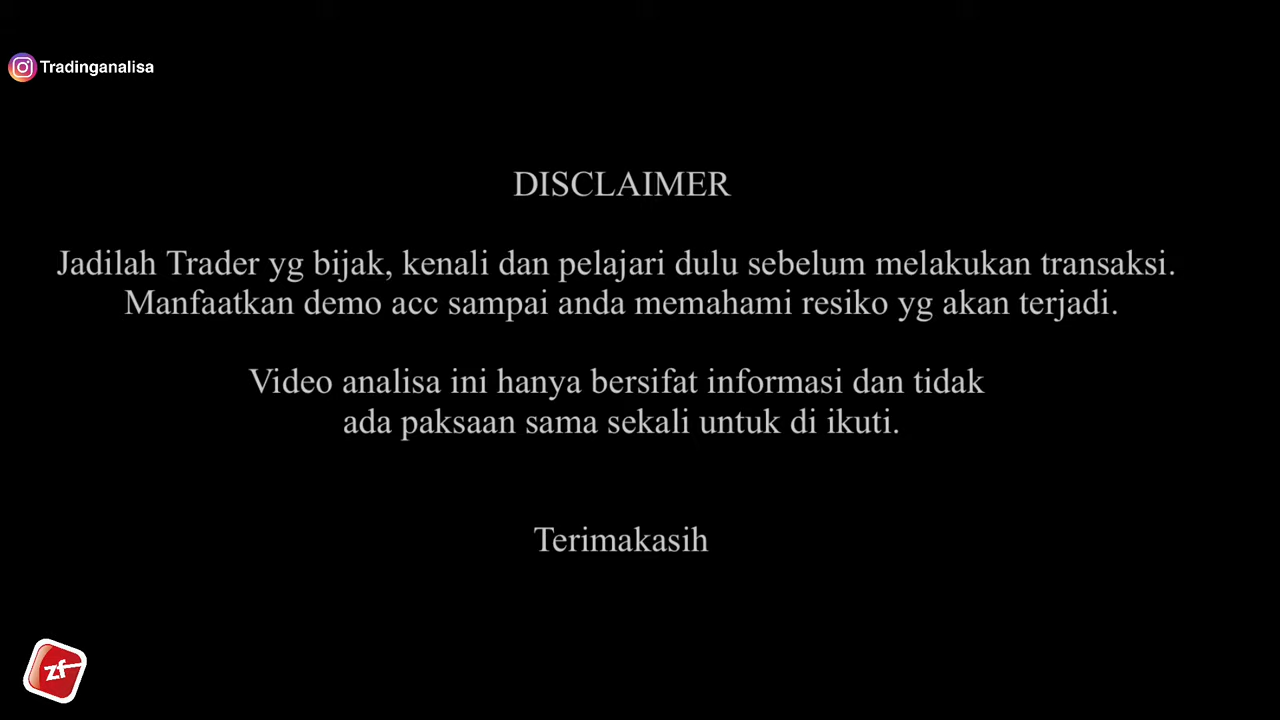 Tradinganalisa
DISCLAIMER
Jadilah Trader yg bijak, kenali dan pelajari dulu sebelum melakukan transaksi.
Manfaatkan demo acc sampai anda memahami resiko yg akan terjadi.
Video analisa ini hanya bersifat informasi dan tidak
ada paksaan sama sekali untuk di ikuti.
Terimakasih
zf